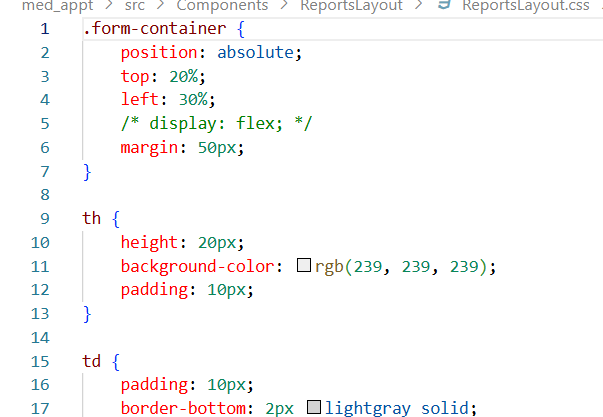 med_appt > src > Components > ReportsLayout > ReportsLayout.css
1 .form-container {
2 position: absolute;
3 top: 20%;
4 left: 30%;
5 /* display: flex; */
6 margin: 50px;
7 }
8
9 th {
10 height: 20px;
11 background-color: rgb(239, 239, 239);
12 padding: 10px;
13 }
14
15 td {
16 padding: 10px;
17 border-bottom: 2px lightgray solid;